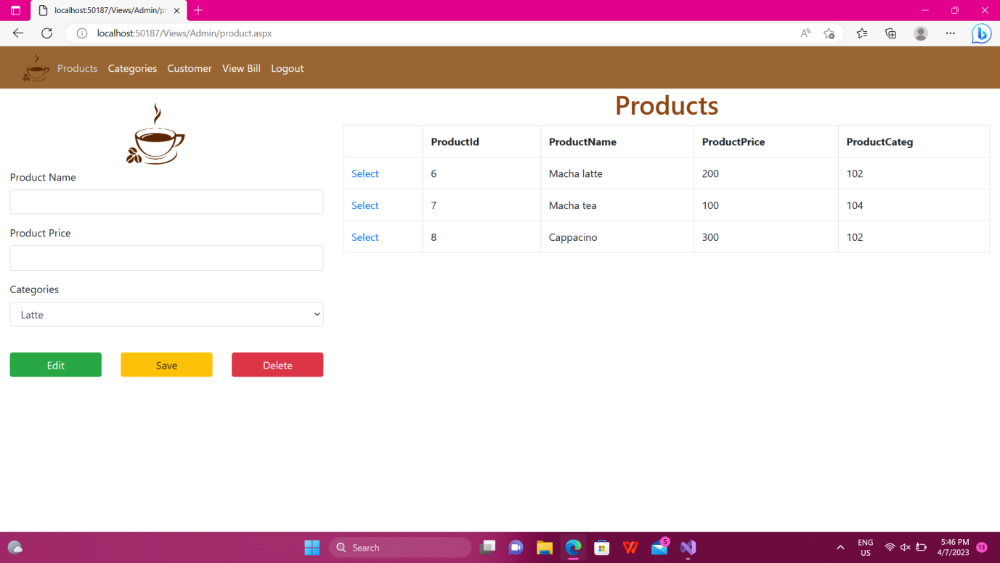 localhost:50187/Views/Admin/pr
localhost:50187/Views/Admin/product.aspx
Products Categories Customer View Bill Logout
Product Name
Product Price
Categories
Latte
Edit Save Delete
Products
ProductId ProductName ProductPrice ProductCateg
Select 6 Macha latte 200 102
Select 7 Macha tea 100 104
Select 8 Cappacino 300 102
Search
5
ENG
US
5:46 PM
4/7/2023
13